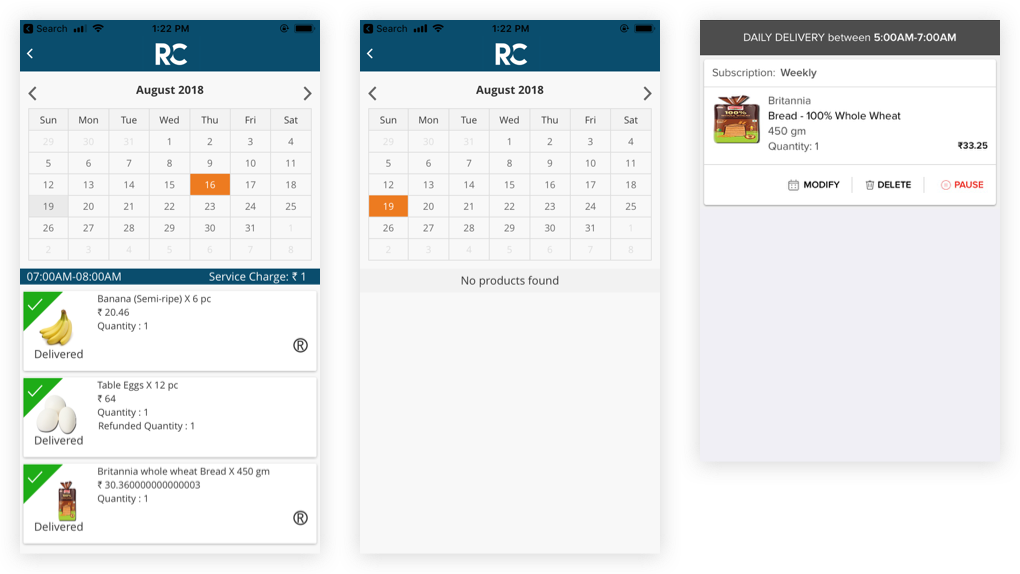 Search
1:22 PM
RC
August 2018
Sun Mon Tue Wed Thu Fri Sat
29 30 31 1 2 3 4
5 6 7 8 9 10 11
12 13 14 15 16 17 18
19 20 21 22 23 24 25
26 27 28 29 30 31 1
2 3 4 5 6 7 8
07:00AM-08:00AM Service Charge: ₹ 1
Banana (Semi-ripe) X 6 pc
₹ 20.46
Quantity : 1
®
Delivered
Table Eggs X 12 pc
₹ 64
Quantity : 1
Refunded Quantity : 1
Delivered
Britannia whole wheat Bread X 450 gm
₹ 30.360000000000003
Quantity : 1
®
Delivered
Search
1:22 PM
RC
August 2018
Sun Mon Tue Wed Thu Fri Sat
29 30 31 1 2 3 4
5 6 7 8 9 10 11
12 13 14 15 16 17 18
19 20 21 22 23 24 25
26 27 28 29 30 31 1
2 3 4 5 6 7 8
No products found
DAILY DELIVERY between 5:00AM-7:00AM
Subscription: Weekly
100%
Britannia
Bread - 100% Whole Wheat
450 gm
Quantity: 1
₹33.25
MODIFY DELETE PAUSE